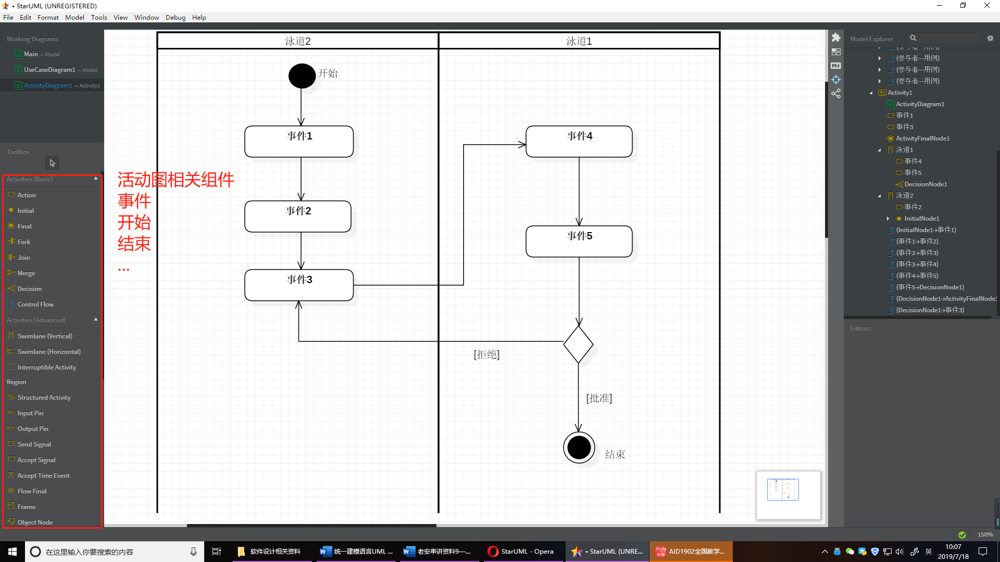 • StarUML (UNREGISTERED)
File Edit Format Model Tools View Window Debug Help
Working Diagrams
Main — Model
UseCaseDiagram1 — Model
ActivityDiagram1 — Activity1
Toolbox
Activities (Basic)
Action
Initial
Final
Fork
Join
Merge
Decision
Control Flow
Activities (Advanced)
Swimlane (Vertical)
Swimlane (Horizontal)
Interruptible Activity
Region
Structured Activity
Input Pin
Output Pin
Send Signal
Accept Signal
Accept Time Event
Flow Final
Frame
Object Node
活动图相关组件
事件
开始
结束
...
泳道2
泳道1
开始
事件1
事件4
事件2
事件5
事件3
[拒绝]
[批准]
结束
Model Explorer
(参与者—用例)
(参与者—用例)
(参与者—用例)
(参与者—用例)
Activity1
ActivityDiagram1
事件1
事件3
ActivityFinalNode1
泳道1
事件4
事件5
DecisionNode1
泳道2
事件2
InitialNode1
(InitialNode1→事件1)
(事件1→事件2)
(事件2→事件3)
(事件3→事件4)
(事件4→事件5)
(事件5→DecisionNode1)
(DecisionNode1→ActivityFinalNode1
(DecisionNode1→事件3)
Editors
150%
在这里输入你要搜索的内容
软件设计相关资料
统一建模语言UML ...
老安串讲资料9—...
StarUML - Opera
• StarUML (UNRE...
AID1902全国教学...
英
10:07
2019/7/18